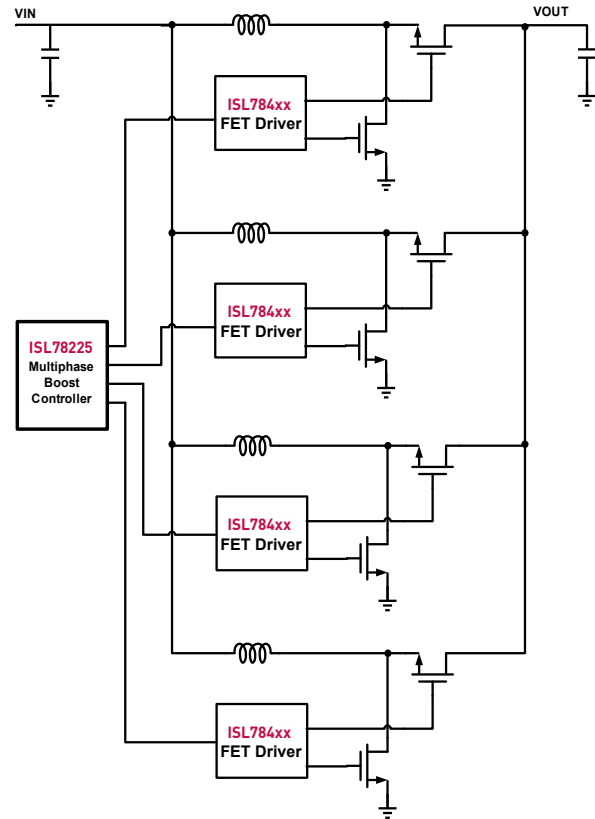 VIN
VOUT
ISL784xx
FET Driver
ISL784xx
FET Driver
ISL78225
Multiphase
Boost
Controller
ISL784xx
FET Driver
ISL784xx
FET Driver